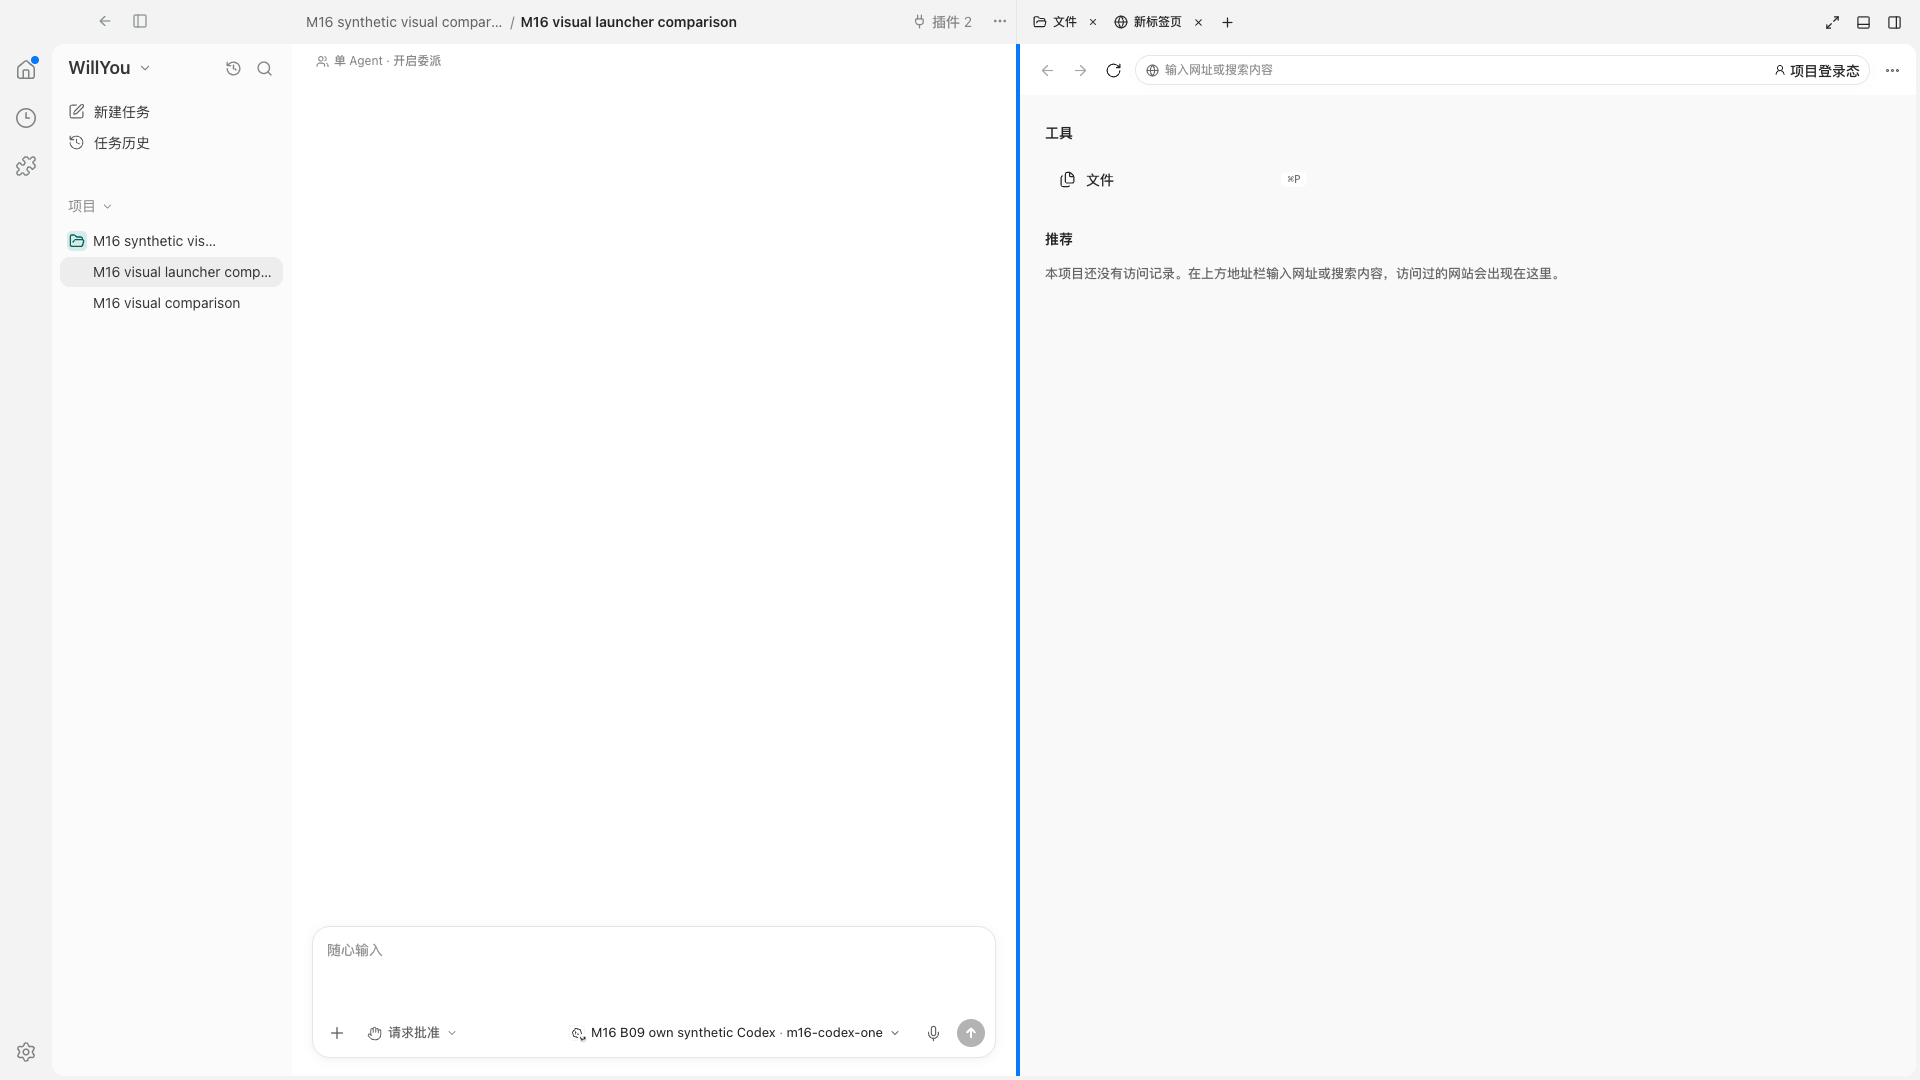 M16 synthetic visual compar... / M16 visual launcher comparison
插件 2
文件
新标签页
WillYou
新建任务
任务历史
项目
M16 synthetic vis...
M16 visual launcher comp...
M16 visual comparison
单 Agent · 开启委派
随心输入
请求批准
M16 B09 own synthetic Codex · m16-codex-one
输入网址或搜索内容
项目登录态
工具
文件
⌘P
推荐
本项目还没有访问记录。在上方地址栏输入网址或搜索内容，访问过的网站会出现在这里。